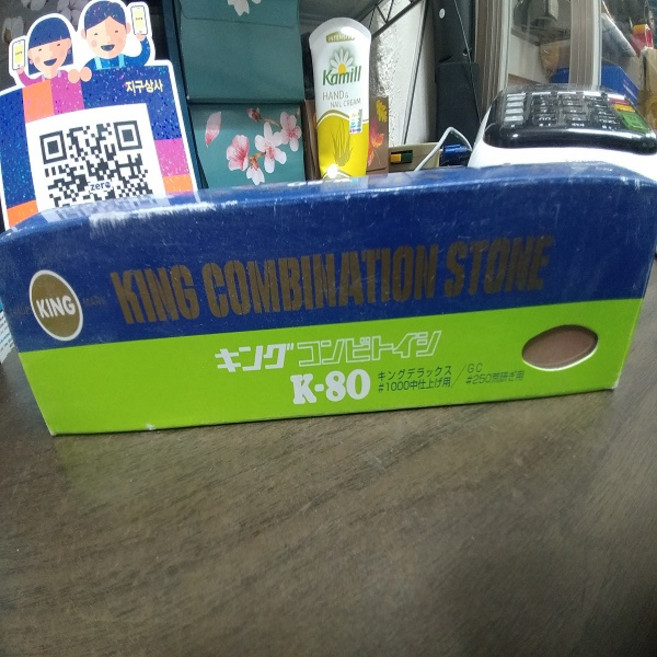 지구상사
zero
Kamill
HAND &
NAIL CREAM
KING
MARK
KING COMBINATION STONE
キング コンビトイシ
K-80
キングデラックス
#1000中仕上げ用
GC
#250荒研ぎ用